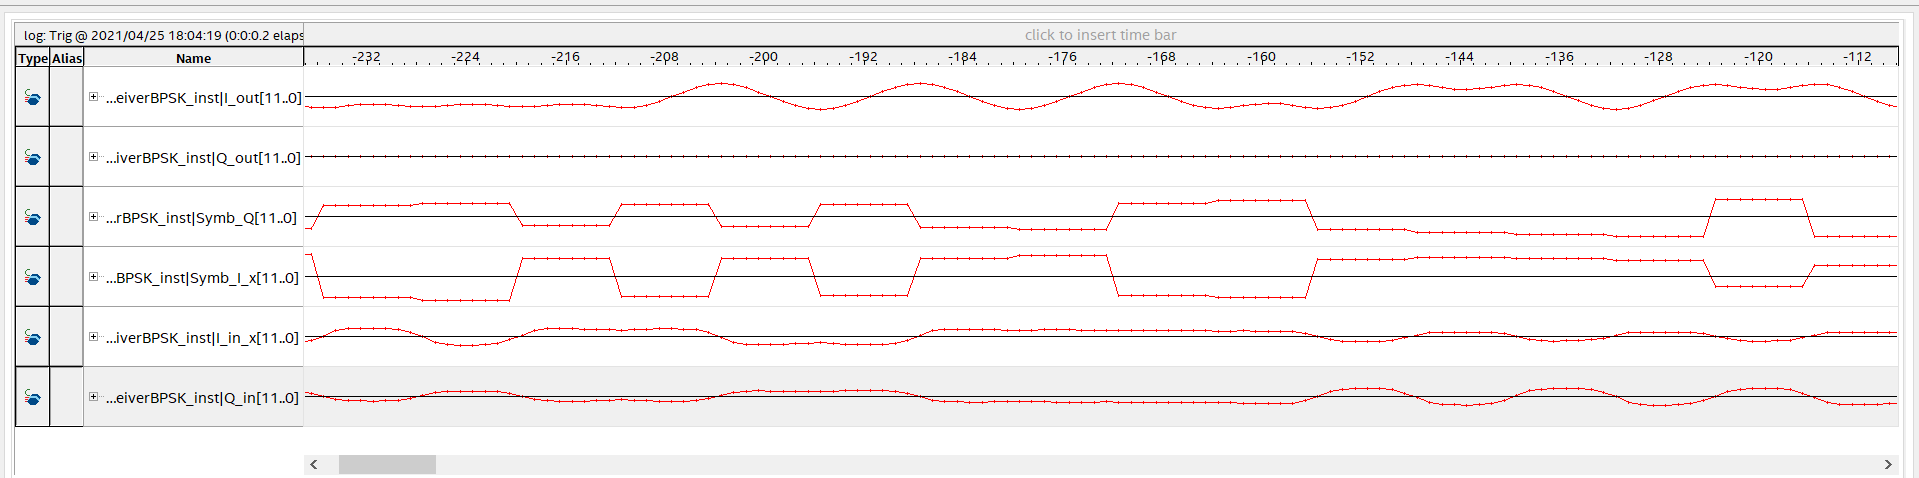 log: Trig @ 2021/04/25 18:04:19 (0:0:0.2 elaps
click to insert time bar
Type Alias Name -232 -224 -216 -208 -200 -192 -184 -176 -168 -160 -152 -144 -136 -128 -120 -112
...eiverBPSK_inst|I_out[11..0]
...iverBPSK_inst|Q_out[11..0]
...rBPSK_inst|Symb_Q[11..0]
...BPSK_inst|Symb_I_x[11..0]
...iverBPSK_inst|I_in_x[11..0]
...eiverBPSK_inst|Q_in[11..0]